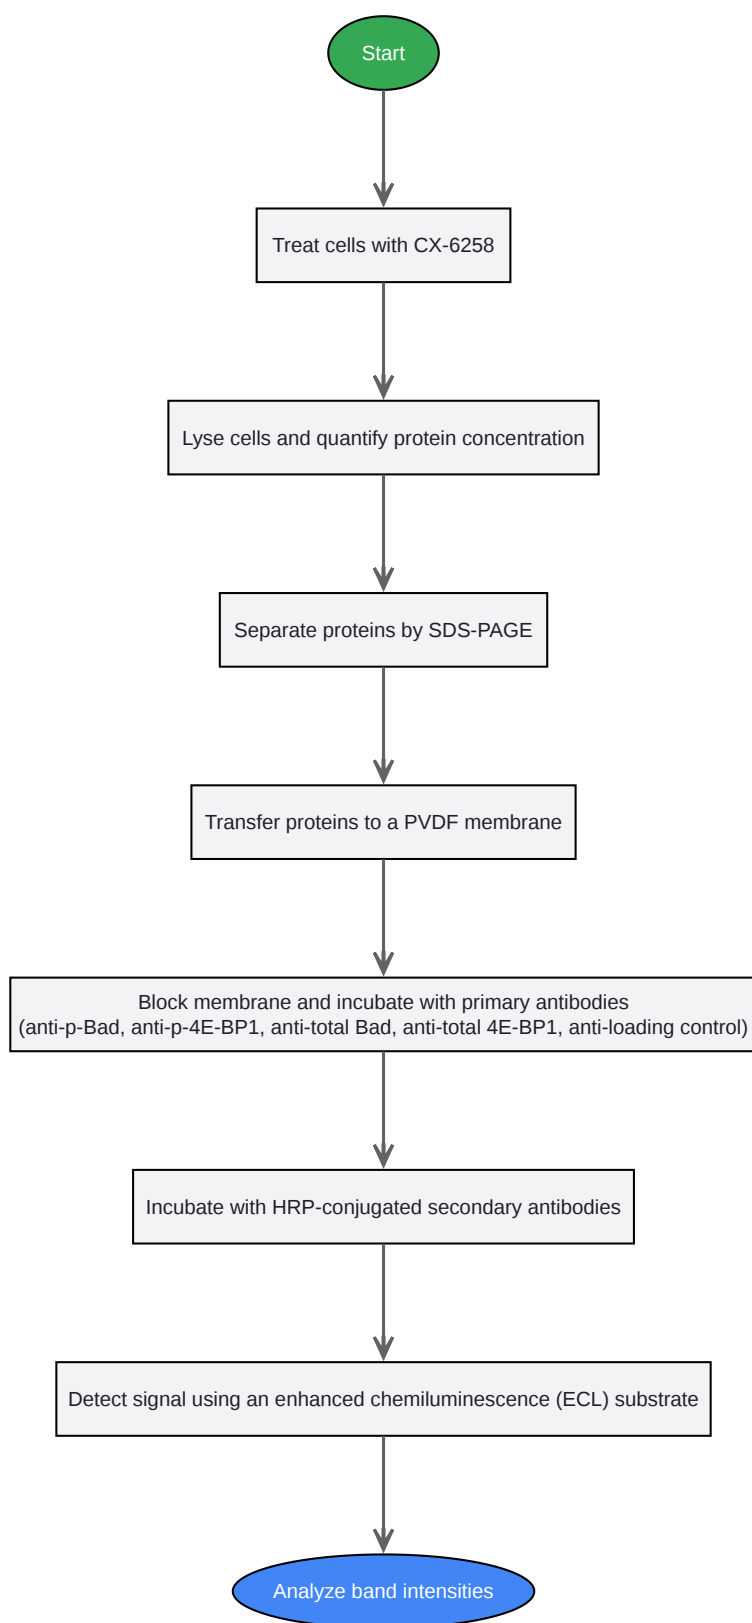 Start
Treat cells with CX-6258
Lyse cells and quantify protein concentration
Separate proteins by SDS-PAGE
Transfer proteins to a PVDF membrane
Block membrane and incubate with primary antibodies
(anti-p-Bad, anti-p-4E-BP1, anti-total Bad, anti-total 4E-BP1, anti-loading control)
Incubate with HRP-conjugated secondary antibodies
Detect signal using an enhanced chemiluminescence (ECL) substrate
Analyze band intensities